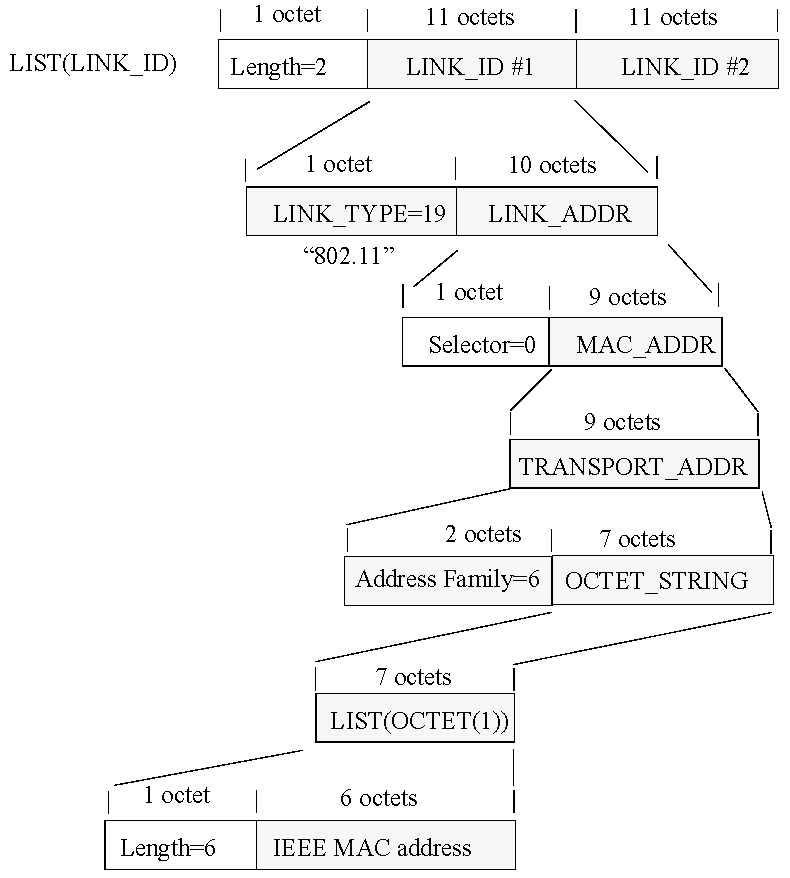 1 octet 11 octets 11 octets
LIST(LINK_ID) Length=2 LINK_ID #1 LINK_ID #2
1 octet 10 octets
LINK_TYPE=19 LINK_ADDR
“802.11”
1 octet 9 octets
Selector=0 MAC_ADDR
9 octets
TRANSPORT_ADDR
2 octets 7 octets
Address Family=6 OCTET_STRING
7 octets
LIST(OCTET(1))
1 octet 6 octets
Length=6 IEEE MAC address